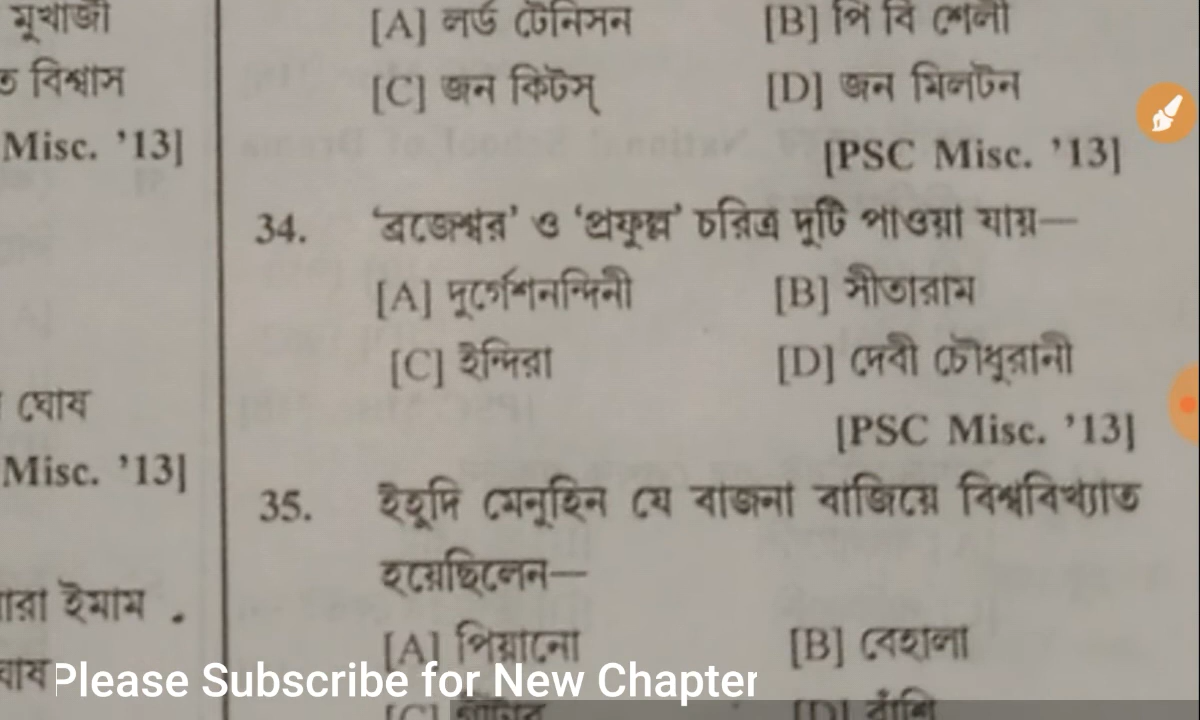 মুখার্জী
ত বিশ্বাস
Misc. ’13]
ঘোষ
Misc. ’13]
ইমাম .
[A] লর্ড টেনিসন [B] পি বি শেলী
[C] জন কিটস্ [D] জন মিলটন
[PSC Misc. ’13]
34. ‘ব্রজেশ্বর’ ও ‘প্রফুল্ল’ চরিত্র দুটি পাওয়া যায়—
[A] দুর্গেশনন্দিনী [B] সীতারাম
[C] ইন্দিরা [D] দেবী চৌধুরানী
[PSC Misc. ’13]
35. ইহুদি মেনুহিন যে বাজনা বাজিয়ে বিশ্ববিখ্যাত
হয়েছিলেন—
[A] পিয়ানো [B] বেহালা
[C] [D] বাঁশি
Please Subscribe for New Chapter